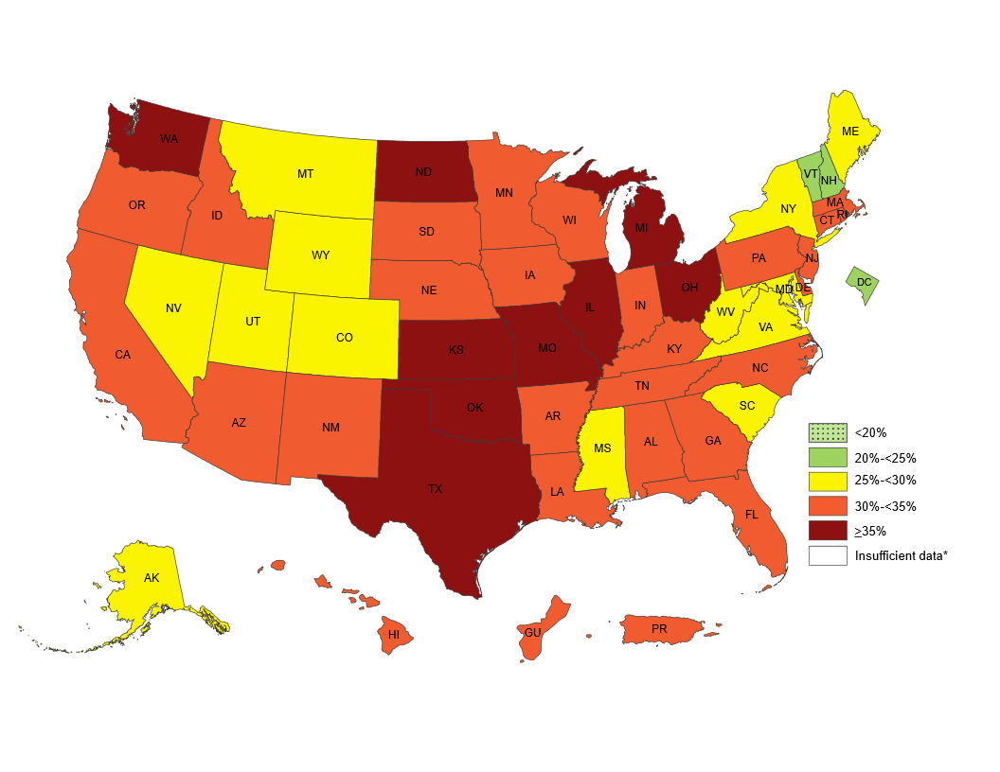 ME
WA
VT
NH
MT
ND
MN
OR
ID
SD
WI
NY
MA
RI
CT
MI
WY
PA
NJ
IA
NE
DC
OH
MD
DE
NV
IL
IN
WV
UT
VA
CO
KS
MO
KY
CA
NC
TN
OK
SC
AZ
NM
AR
MS
AL
GA
<20%
20%-<25%
25%-<30%
TX
LA
30%-<35%
FL
≥35%
Insufficient data*
AK
HI
GU
PR